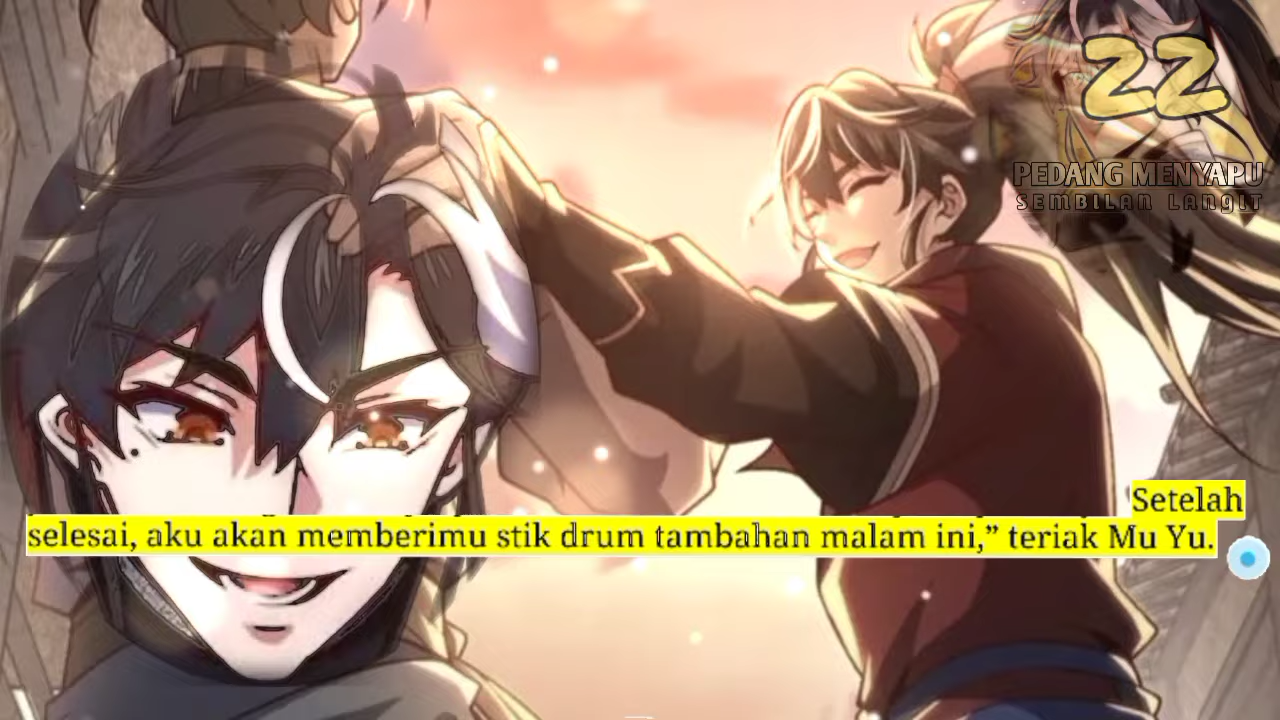 22
PEDANG MENYAPU
SEMBILAN LANGIT
Setelah
selesai, aku akan memberimu stik drum tambahan malam ini,” teriak Mu Yu.